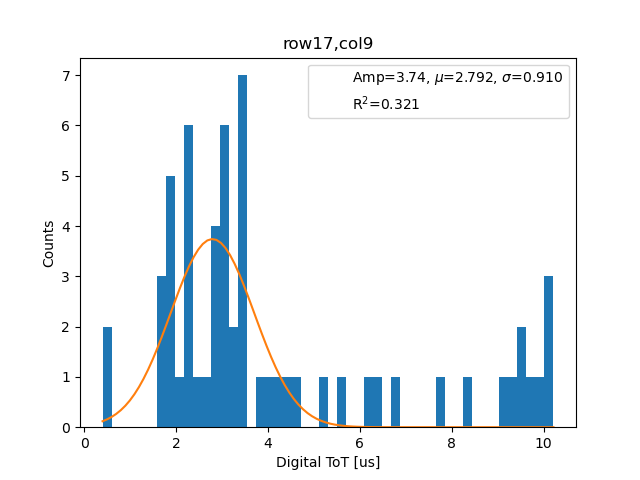 row17,col9
Amp=3.74, μ=2.792, σ=0.910
R²=0.321
Counts
7
6
5
4
3
2
1
0
0 2 4 6 8 10
Digital ToT [us]